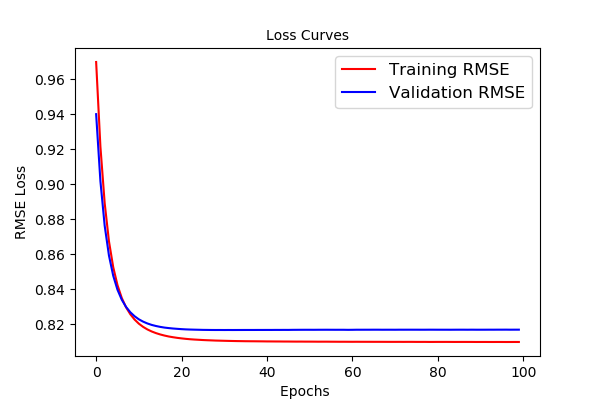 Loss Curves
Training RMSE
Validation RMSE
0.96
0.94
0.92
0.90
0.88
0.86
0.84
0.82
RMSE Loss
0 20 40 60 80 100
Epochs